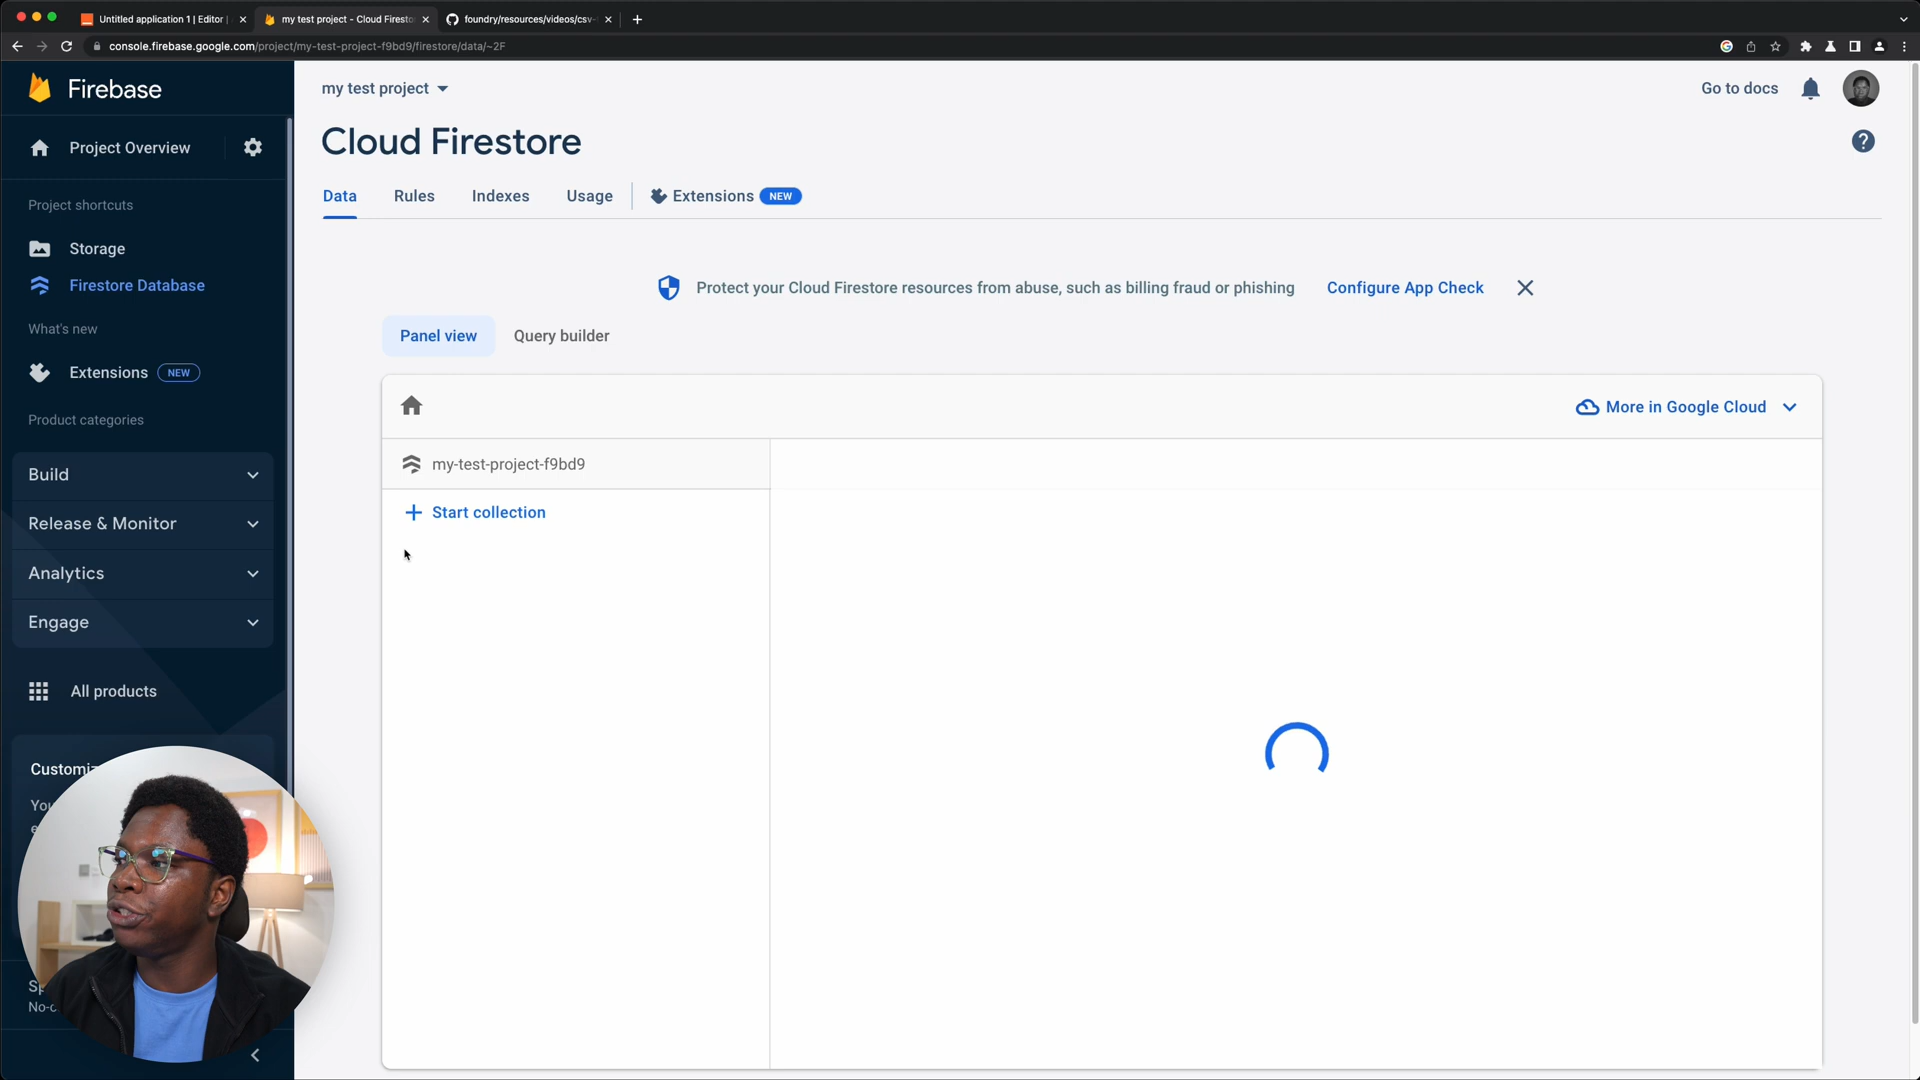 Untitled application 1 | Editor |
my test project - Cloud Firesto
foundry/resources/videos/csv-
console.firebase.google.com/project/my-test-project-f9bd9/firestore/data/~2F
Firebase
Project Overview
Project shortcuts
Storage
Firestore Database
What's new
Extensions NEW
Product categories
Build
Release & Monitor
Analytics
Engage
All products
my test project
Go to docs
Cloud Firestore
Data
Rules
Indexes
Usage
Extensions NEW
Protect your Cloud Firestore resources from abuse, such as billing fraud or phishing
Configure App Check
Panel view
Query builder
More in Google Cloud
my-test-project-f9bd9
Start collection